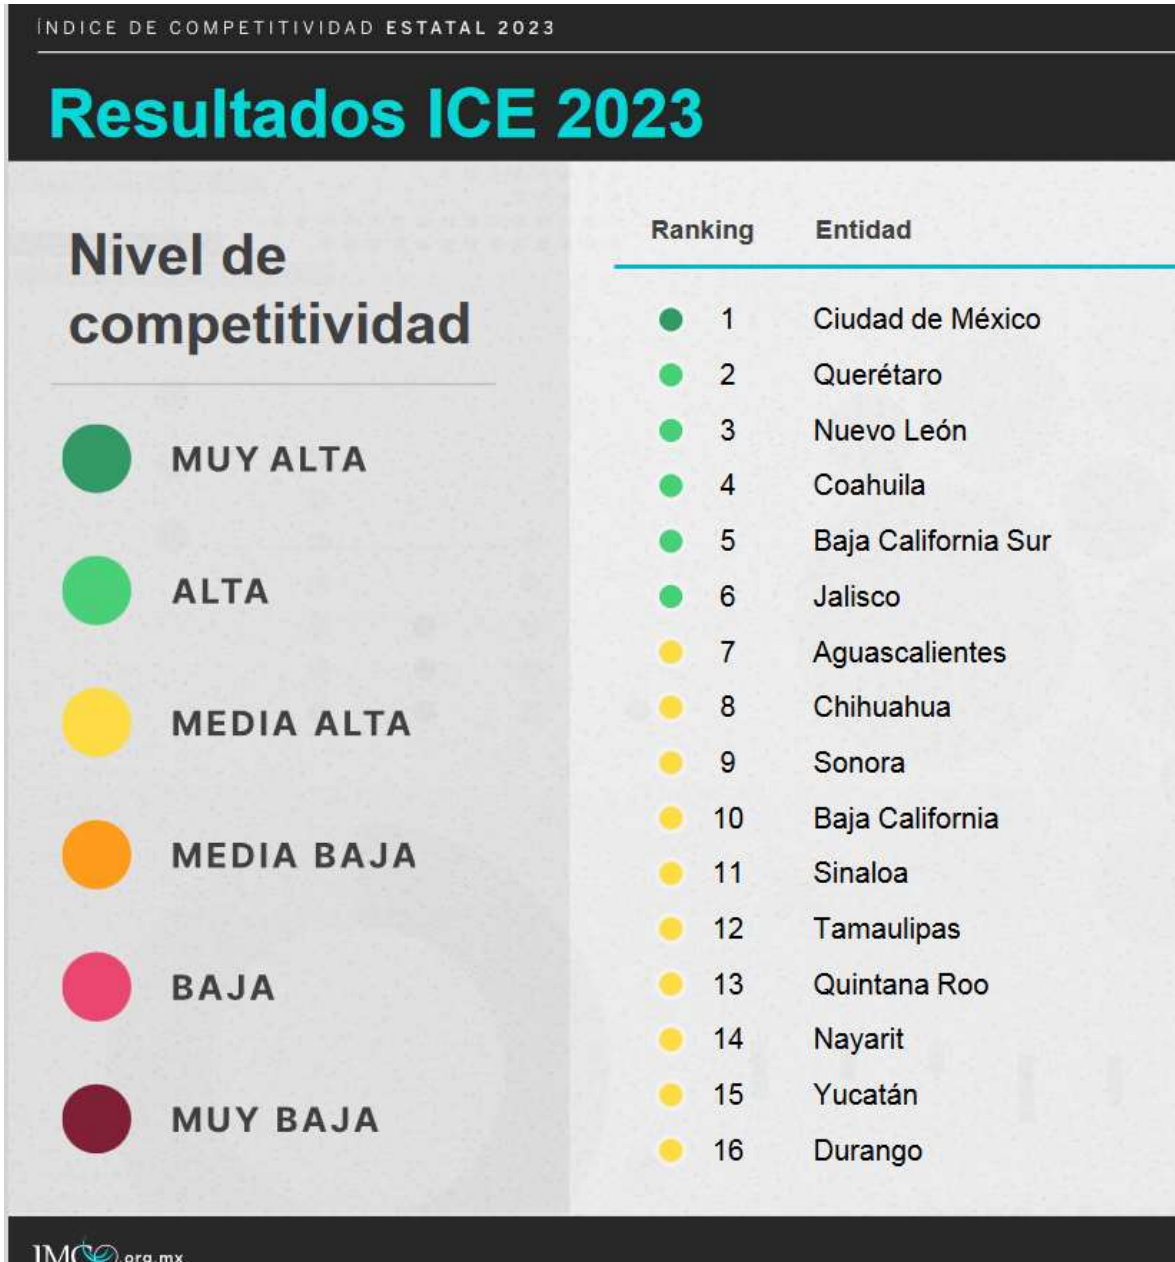 ÍNDICE DE COMPETITIVIDAD ESTATAL 2023
Resultados ICE 2023
Nivel de
competitividad
MUY ALTA
ALTA
MEDIA ALTA
MEDIA BAJA
BAJA
MUY BAJA
Ranking Entidad
1 Ciudad de México
2 Querétaro
3 Nuevo León
4 Coahuila
5 Baja California Sur
6 Jalisco
7 Aguascalientes
8 Chihuahua
9 Sonora
10 Baja California
11 Sinaloa
12 Tamaulipas
13 Quintana Roo
14 Nayarit
15 Yucatán
16 Durango
IMCO.org.mx